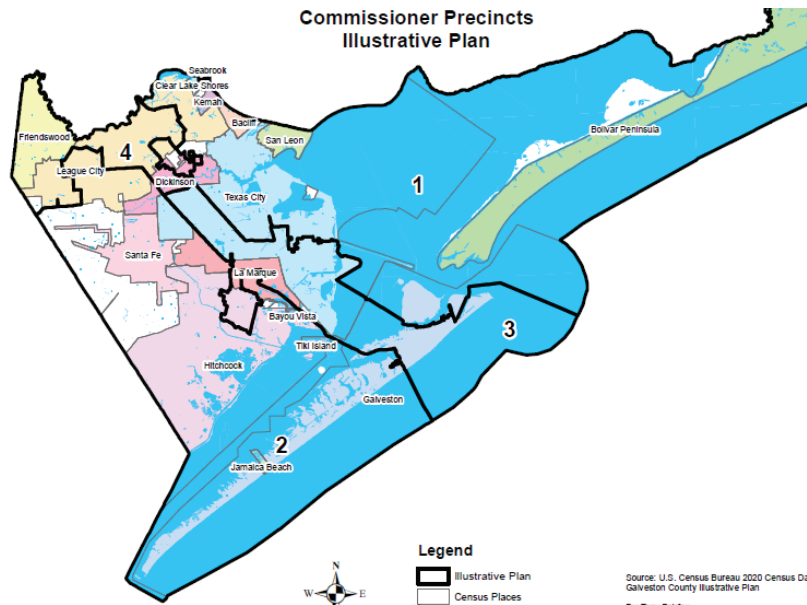 Commissioner Precincts
Illustrative Plan
Seabrook
Clear Lake Shores
Kemah
Bacliff
San Leon
Friendswood
4
League City
Dickinson
Texas City
1
Bolivar Peninsula
Santa Fe
La Marque
Bayou Vista
Tiki Island
3
Hitchcock
Galveston
2
Jamaica Beach
N
W
E
Legend
Illustrative Plan
Census Places
Source: U.S. Census Bureau 2020 Census Da
Galveston County Illustrative Plan